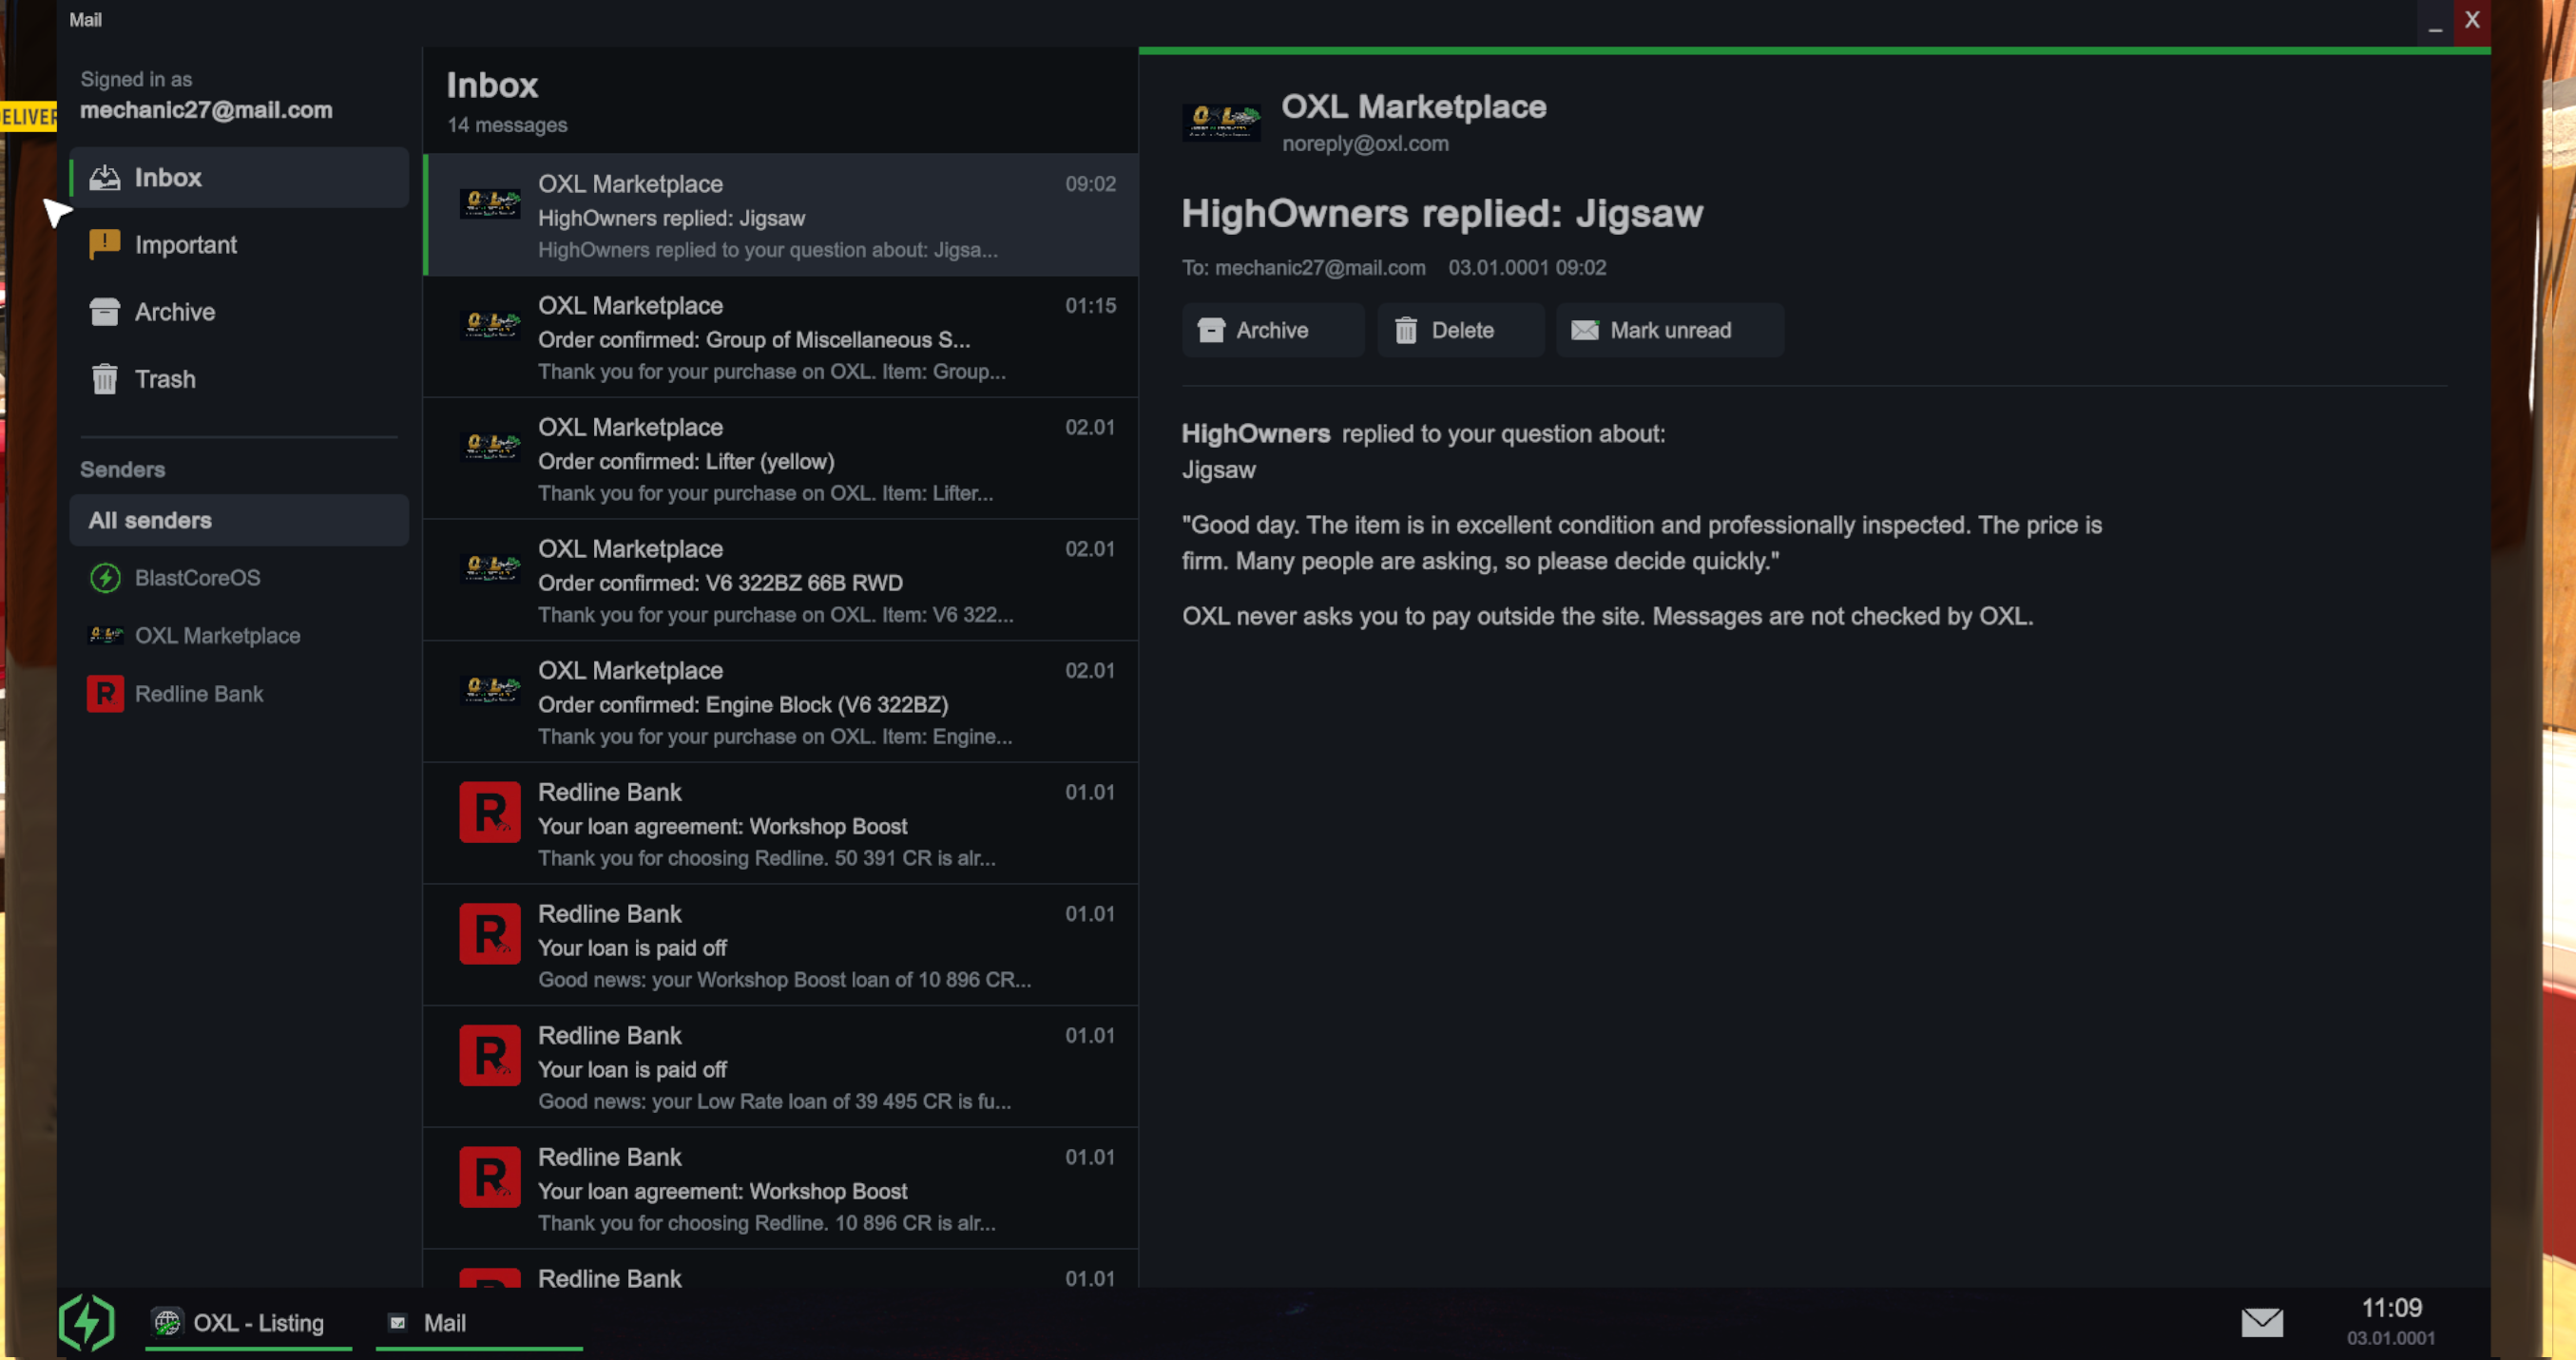 Mail
X
Signed in as
mechanic27@mail.com
Inbox
Important
Archive
Trash
Senders
All senders
BlastCoreOS
OXL Marketplace
Redline Bank
Inbox
14 messages
OXL Marketplace 09:02
HighOwners replied: Jigsaw
HighOwners replied to your question about: Jigsa...
OXL Marketplace 01:15
Order confirmed: Group of Miscellaneous S...
Thank you for your purchase on OXL. Item: Group...
OXL Marketplace 02.01
Order confirmed: Lifter (yellow)
Thank you for your purchase on OXL. Item: Lifter...
OXL Marketplace 02.01
Order confirmed: V6 322BZ 66B RWD
Thank you for your purchase on OXL. Item: V6 322...
OXL Marketplace 02.01
Order confirmed: Engine Block (V6 322BZ)
Thank you for your purchase on OXL. Item: Engine...
Redline Bank 01.01
Your loan agreement: Workshop Boost
Thank you for choosing Redline. 50 391 CR is alr...
Redline Bank 01.01
Your loan is paid off
Good news: your Workshop Boost loan of 10 896 CR...
Redline Bank 01.01
Your loan is paid off
Good news: your Low Rate loan of 39 495 CR is fu...
Redline Bank 01.01
Your loan agreement: Workshop Boost
Thank you for choosing Redline. 10 896 CR is alr...
Redline Bank 01.01
OXL Marketplace
noreply@oxl.com
HighOwners replied: Jigsaw
To: mechanic27@mail.com 03.01.0001 09:02
Archive Delete Mark unread
HighOwners replied to your question about:
Jigsaw
"Good day. The item is in excellent condition and professionally inspected. The price is
firm. Many people are asking, so please decide quickly."
OXL never asks you to pay outside the site. Messages are not checked by OXL.
OXL - Listing
Mail
11:09
03.01.0001